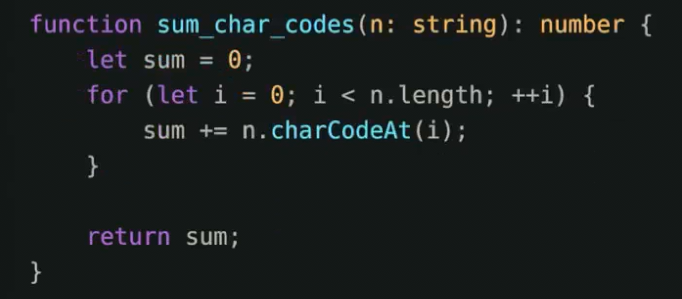 function sum_char_codes(n: string): number {
    let sum = 0;
    for (let i = 0; i < n.length; ++i) {
        sum += n.charCodeAt(i);
    }

    return sum;
}